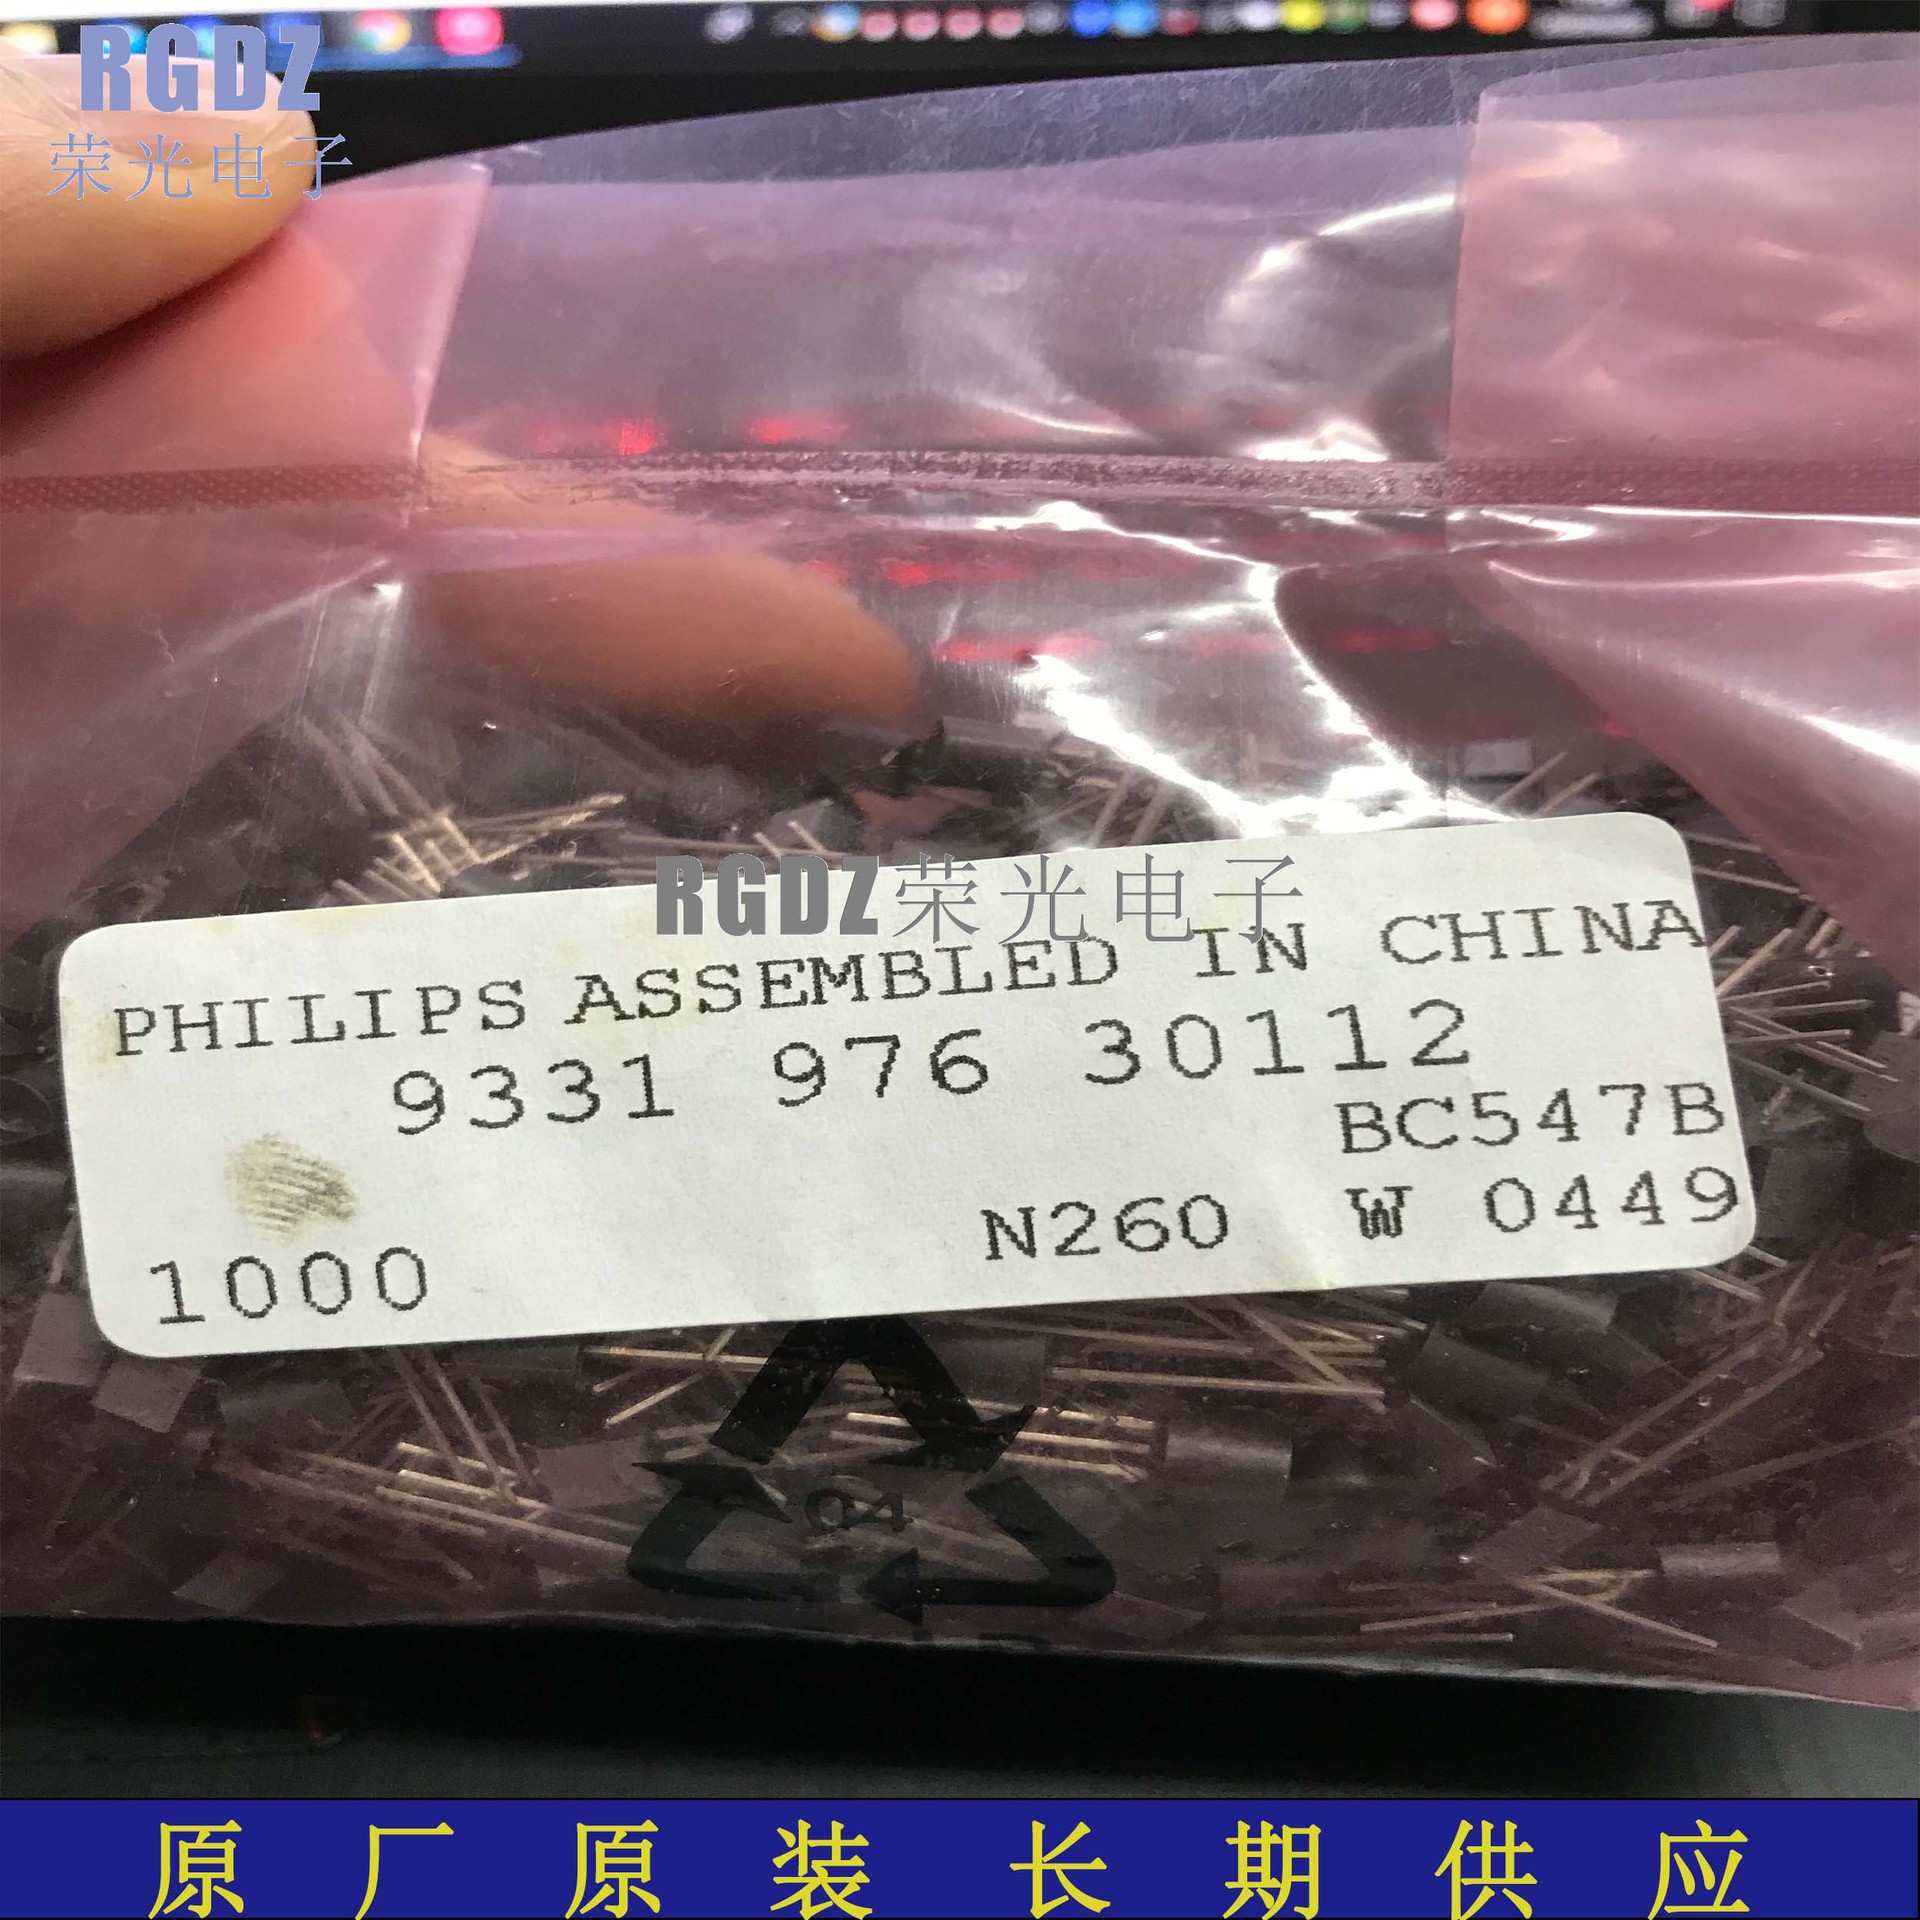 RGDZ
荣光电子
RGDZ荣光电子
PHILIPS ASSEMBLED IN CHINA
9331 976 30112
BC547B
N260 W 0449
1000
04
原厂原装长期供应